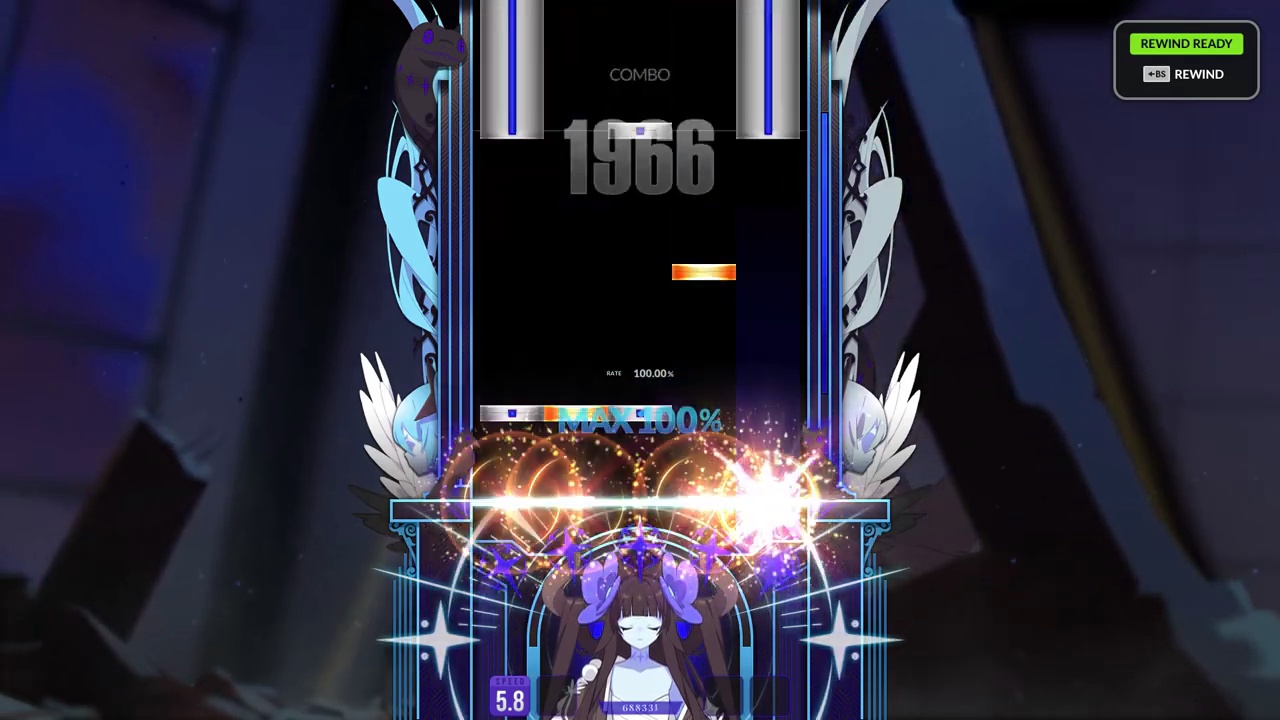 REWIND READY
←BS REWIND
COMBO
1966
RATE 100.00%
MAX 100%
SPEED
5.8
688331